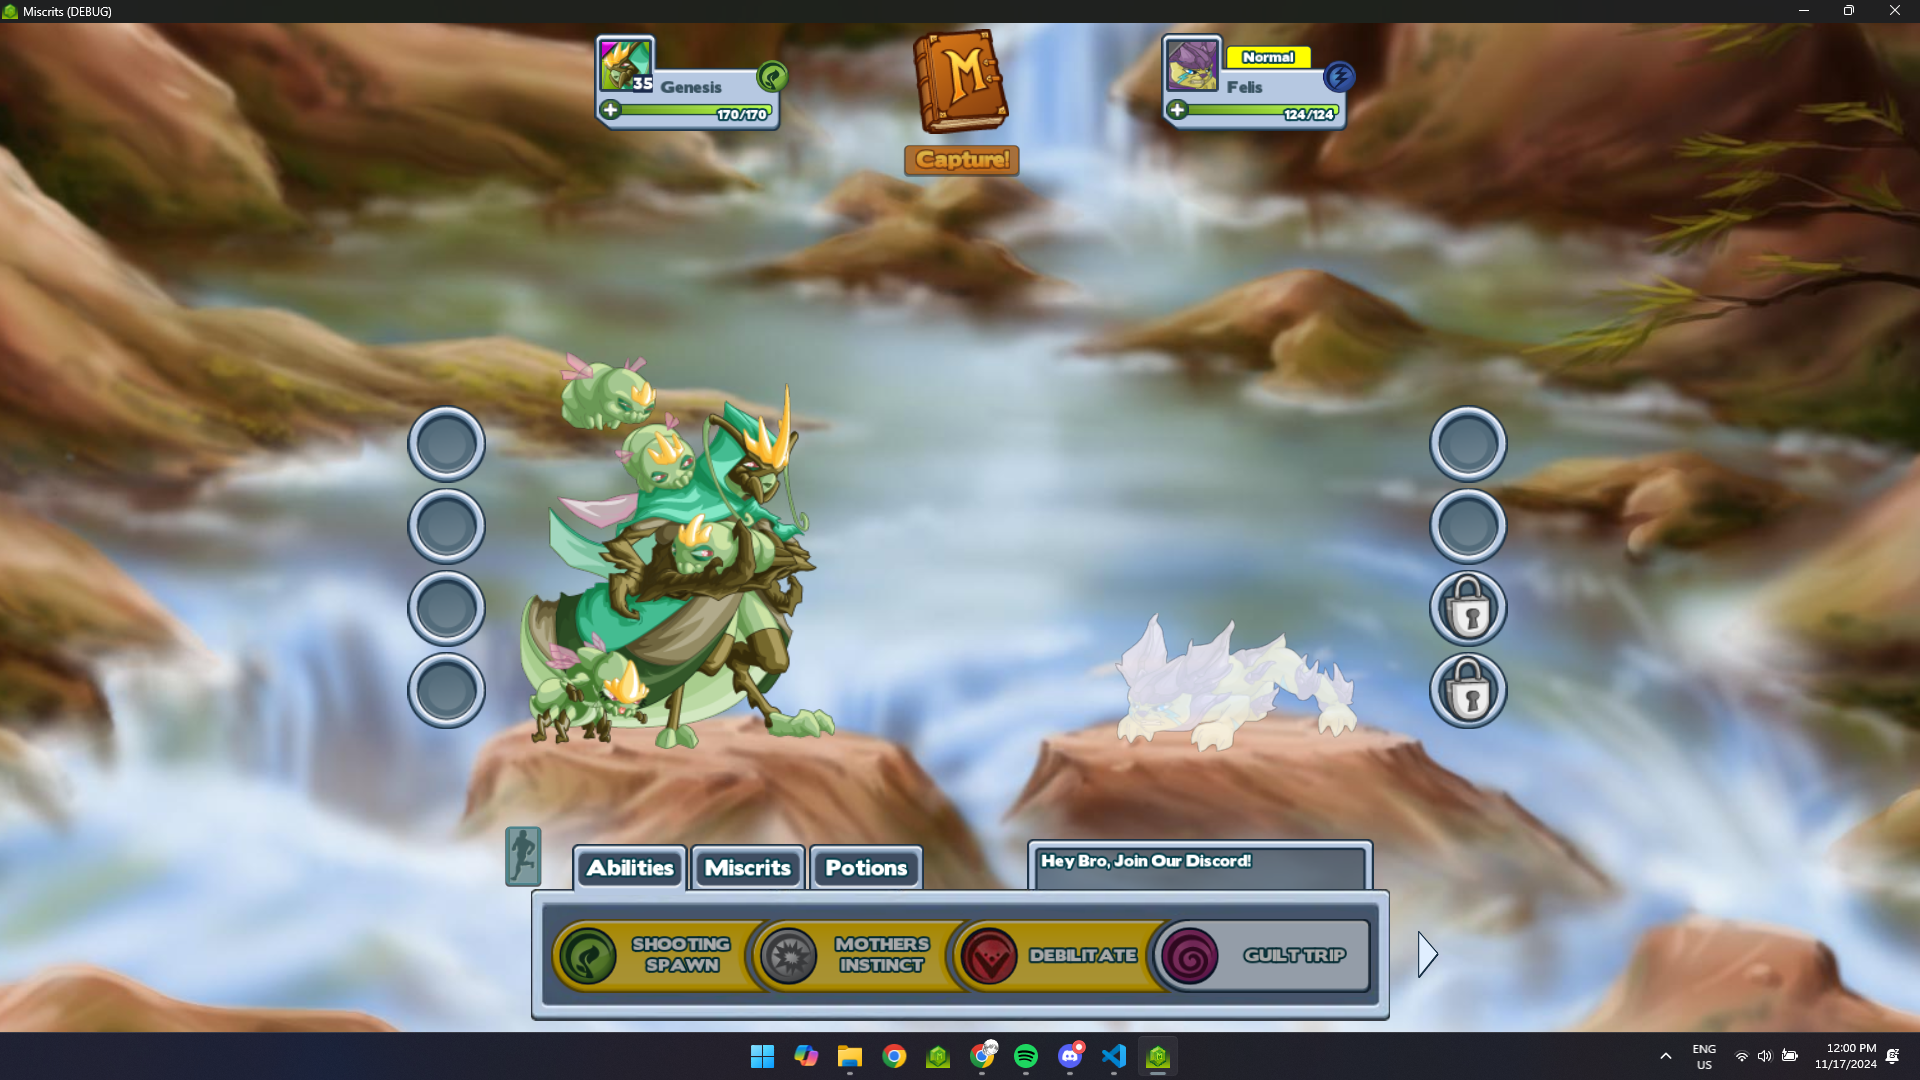 Miscrits (DEBUG)
35
Genesis
170/170
M
Capture!
Normal
Felis
124/124
Abilities
Miscrits
Potions
Hey Bro, Join Our Discord!
SHOOTING
SPAWN
MOTHERS
INSTINCT
DEBILITATE
GUILT TRIP
ENG
US
12:00 PM
11/17/2024